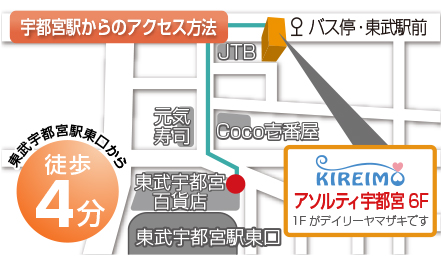 宇都宮駅からのアクセス方法
バス停・東武駅前
JTB
元気
寿司
Coco壱番屋
東武宇都宮駅東口から
徒歩
4分
東武宇都宮
百貨店
東武宇都宮駅東口
KIREIMO
アソルティ宇都宮 6F
1Fがデイリーヤマザキです